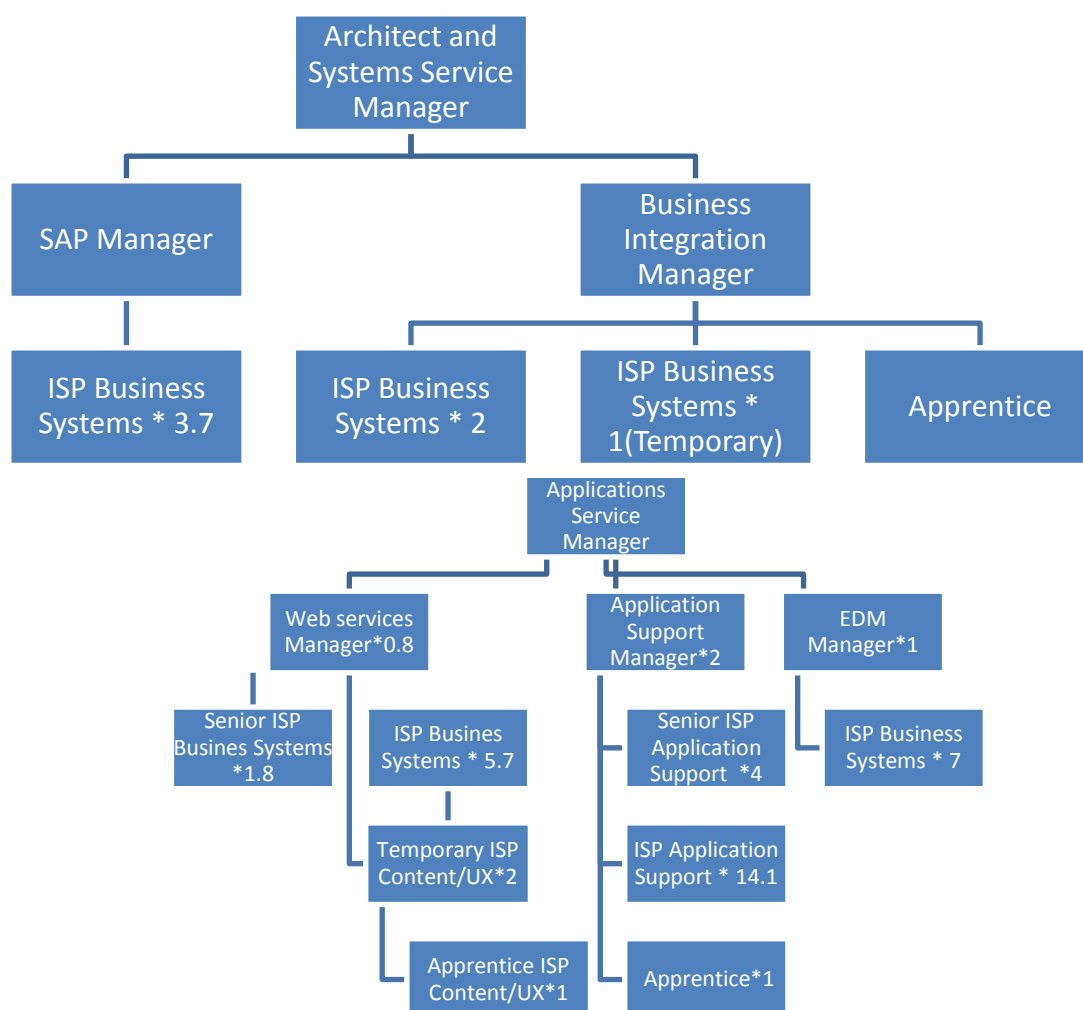 Architect and
Systems Service
Manager
SAP Manager
Business
Integration
Manager
ISP Business
Systems * 3.7
ISP Business
Systems * 2
ISP Business
Systems *
1(Temporary)
Apprentice
Applications
Service
Manager
Web services
Manager*0.8
Application
Support
Manager*2
EDM
Manager*1
Senior ISP
Busines Systems
*1.8
ISP Busines
Systems * 5.7
Senior ISP
Application
Support *4
ISP Business
Systems * 7
Temporary ISP
Content/UX*2
ISP Application
Support * 14.1
Apprentice ISP
Content/UX*1
Apprentice*1